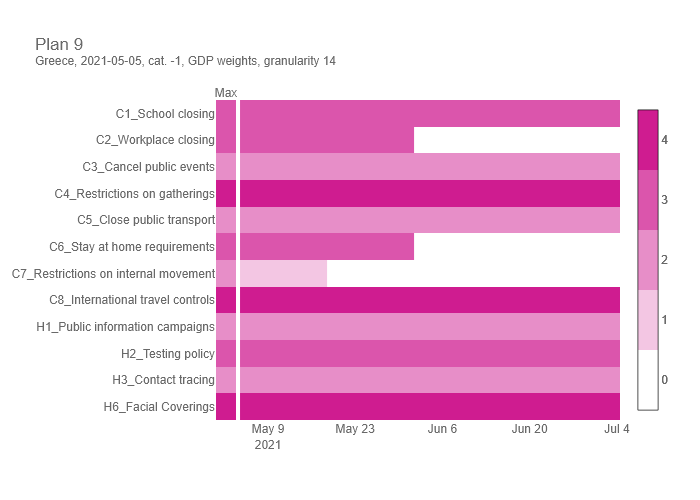 Plan 9
Greece, 2021-05-05, cat. -1, GDP weights, granularity 14
Max
C1_School closing
C2_Workplace closing
C3_Cancel public events
C4_Restrictions on gatherings
C5_Close public transport
C6_Stay at home requirements
C7_Restrictions on internal movement
C8_International travel controls
H1_Public information campaigns
H2_Testing policy
H3_Contact tracing
H6_Facial Coverings
May 9
2021
May 23
Jun 6
Jun 20
Jul 4
4
3
2
1
0